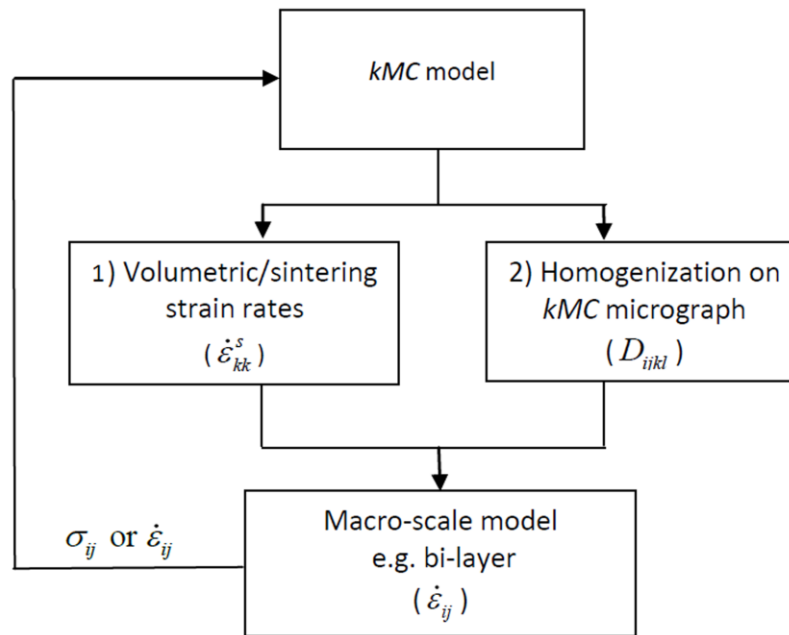 kMC model
1) Volumetric/sintering
strain rates
( ε̇ˢₖₖ )
2) Homogenization on
kMC micrograph
( Dᵢⱼₖₗ )
Macro-scale model
e.g. bi-layer
( ε̇ᵢⱼ )
σᵢⱼ or ε̇ᵢⱼ